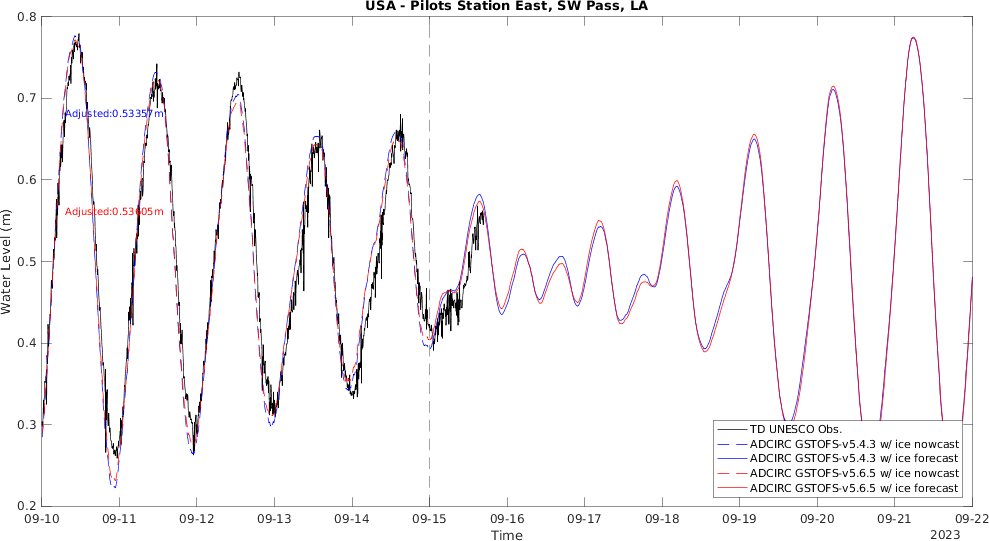 USA - Pilots Station East, SW Pass, LA
0.8
0.7
0.6
0.5
0.4
0.3
0.2
Water Level (m)
Adjusted:0.53357m
Adjusted:0.53605m
TD UNESCO Obs.
ADCIRC GSTOFS-v5.4.3 w/ ice nowcast
ADCIRC GSTOFS-v5.4.3 w/ ice forecast
ADCIRC GSTOFS-v5.6.5 w/ ice nowcast
ADCIRC GSTOFS-v5.6.5 w/ ice forecast
09-10 09-11 09-12 09-13 09-14 09-15 09-16 09-17 09-18 09-19 09-20 09-21 09-22
Time
2023